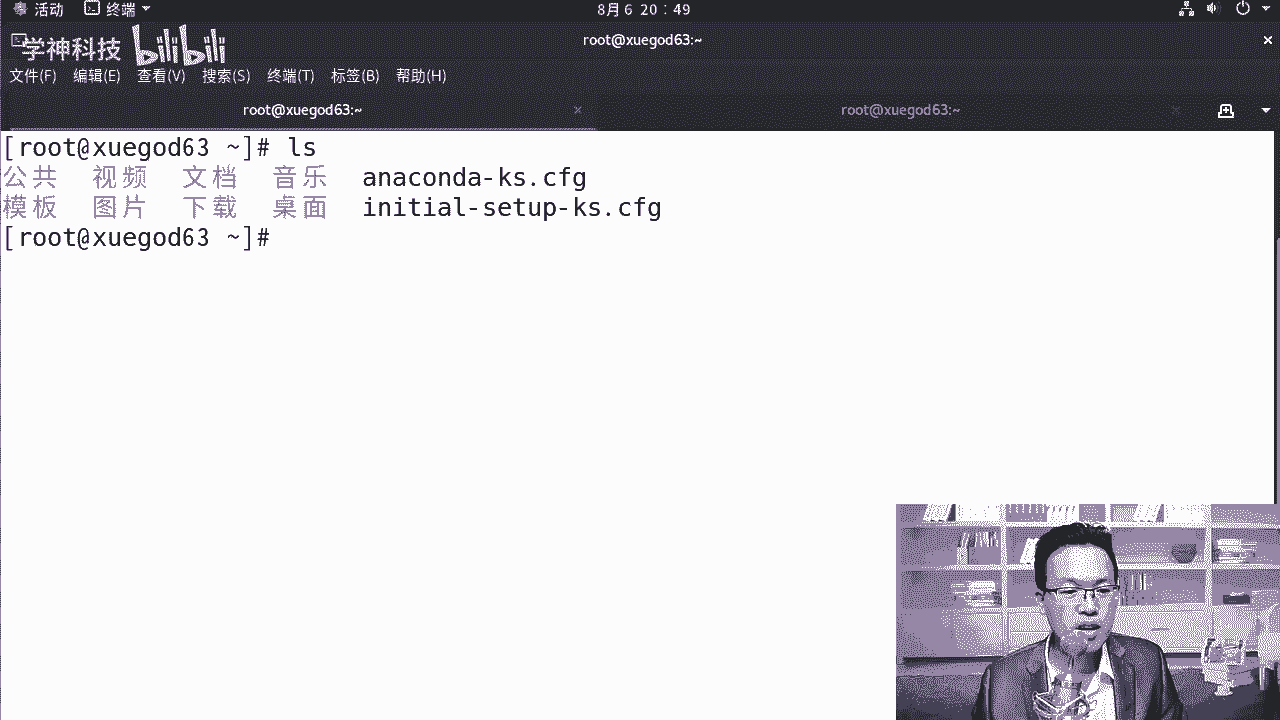 活动 终端 8月6 20:49
学神科技 bilibili
root@xuegod63:~
文件(F) 编辑(E) 查看(V) 搜索(S) 终端(T) 标签(B) 帮助(H)
root@xuegod63:~ root@xuegod63:~
[root@xuegod63 ~]# ls
公共 视频 文档 音乐 anaconda-ks.cfg
模板 图片 下载 桌面 initial-setup-ks.cfg
[root@xuegod63 ~]#